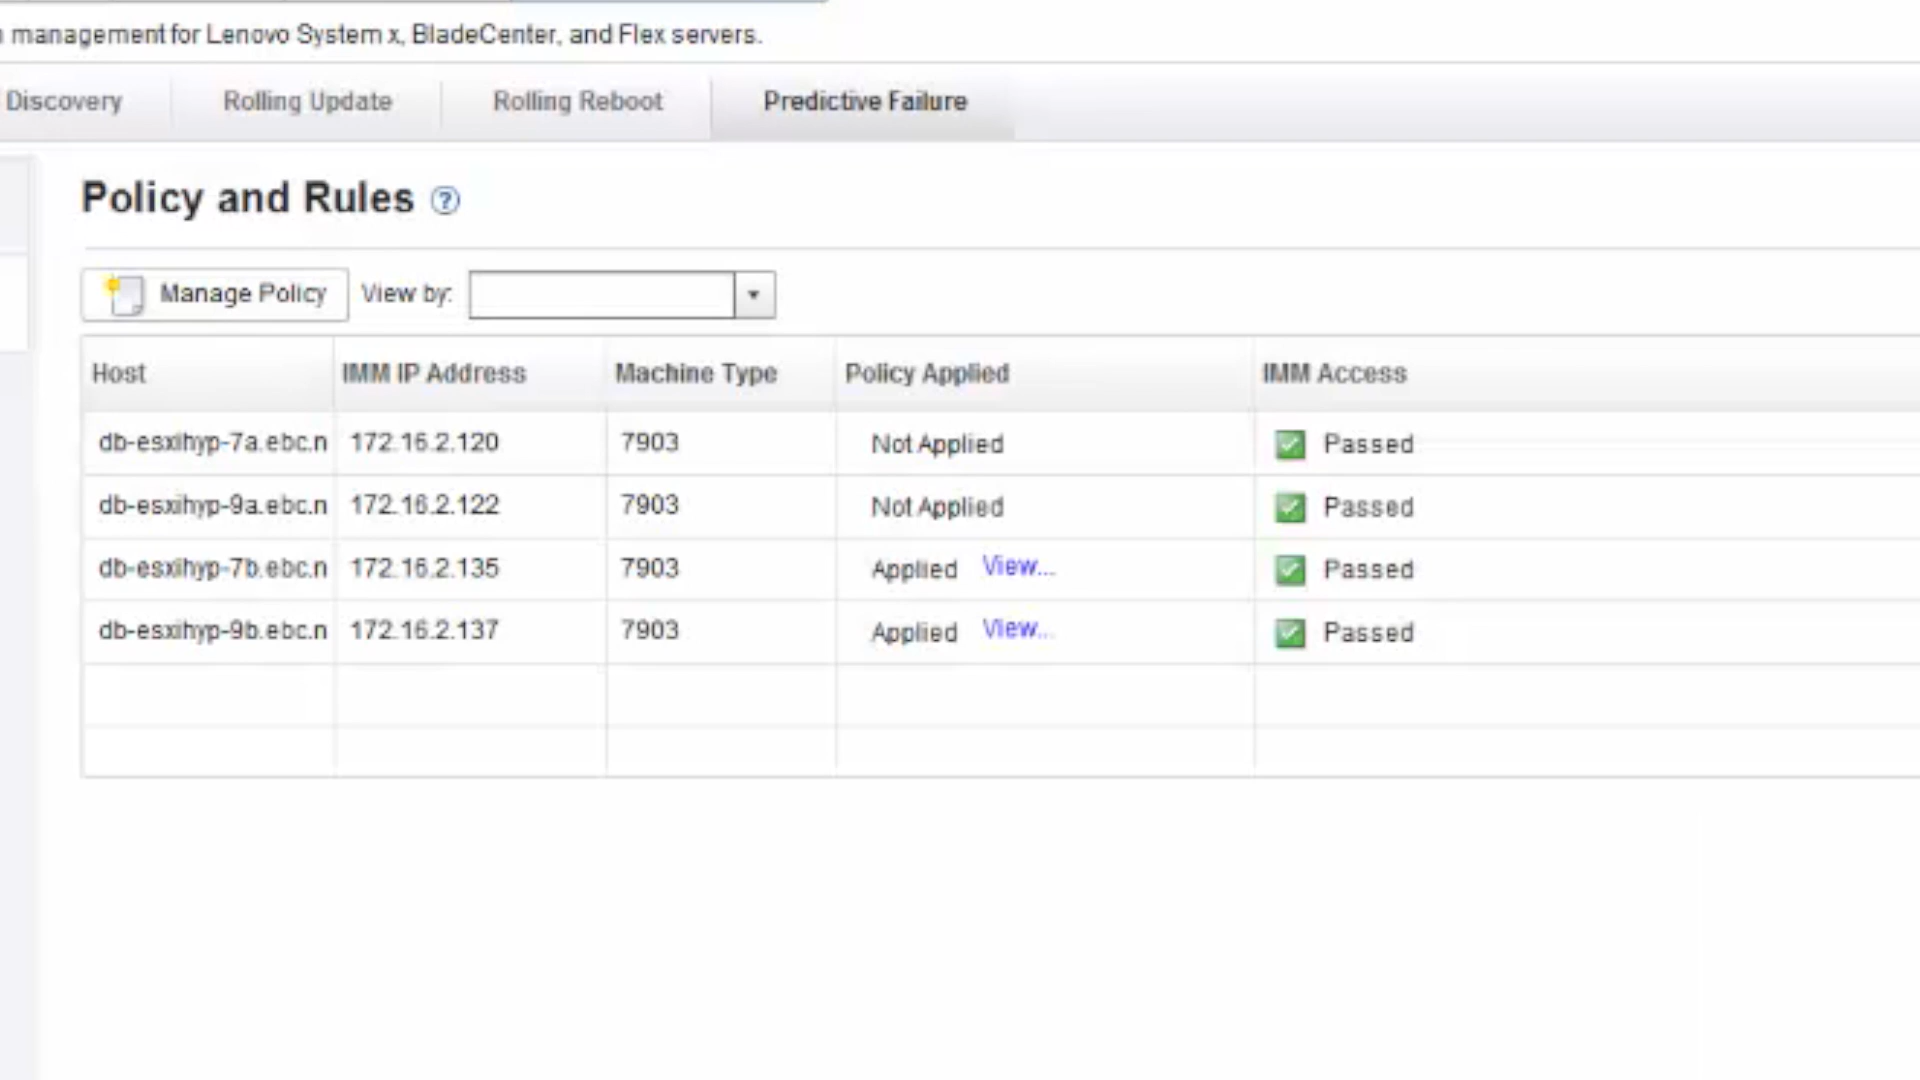 management for Lenovo System x, BladeCenter, and Flex servers.
Discovery Rolling Update Rolling Reboot Predictive Failure
Policy and Rules ?
Manage Policy View by:
Host IMM IP Address Machine Type Policy Applied IMM Access
db-esxihyp-7a.ebc.n 172.16.2.120 7903 Not Applied Passed
db-esxihyp-9a.ebc.n 172.16.2.122 7903 Not Applied Passed
db-esxihyp-7b.ebc.n 172.16.2.135 7903 Applied View... Passed
db-esxihyp-9b.ebc.n 172.16.2.137 7903 Applied View... Passed